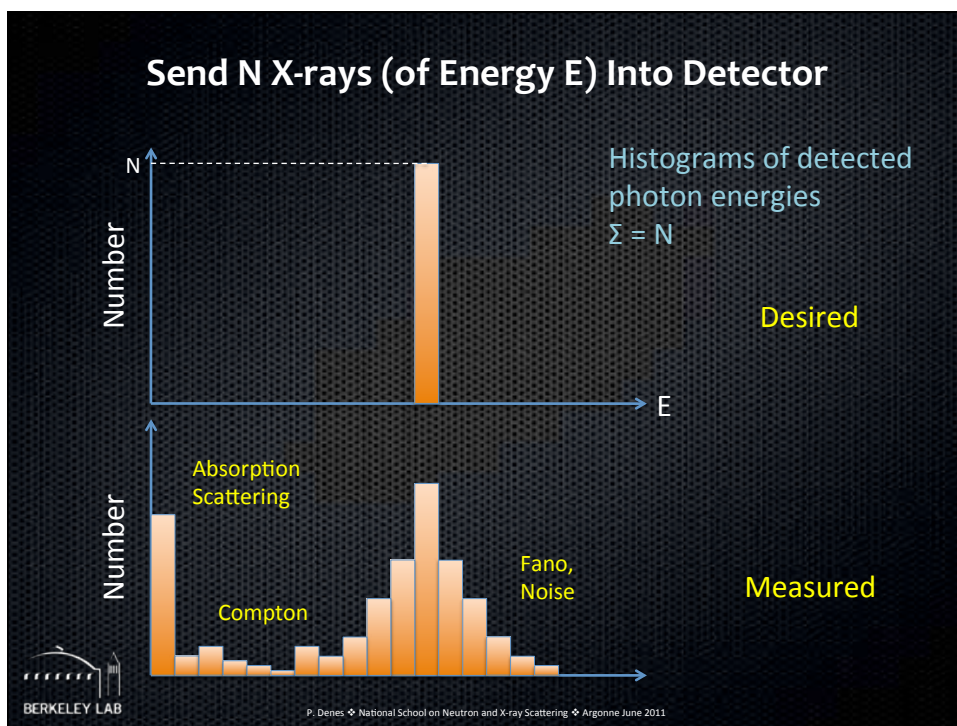 Send N X-rays (of Energy E) Into Detector
N
Number
Histograms of detected
photon energies
Σ = N
Desired
E
Absorption
Scattering
Number
Compton
Fano,
Noise
Measured
BERKELEY LAB
P. Denes ❖ National School on Neutron and X-ray Scattering ❖ Argonne June 2011